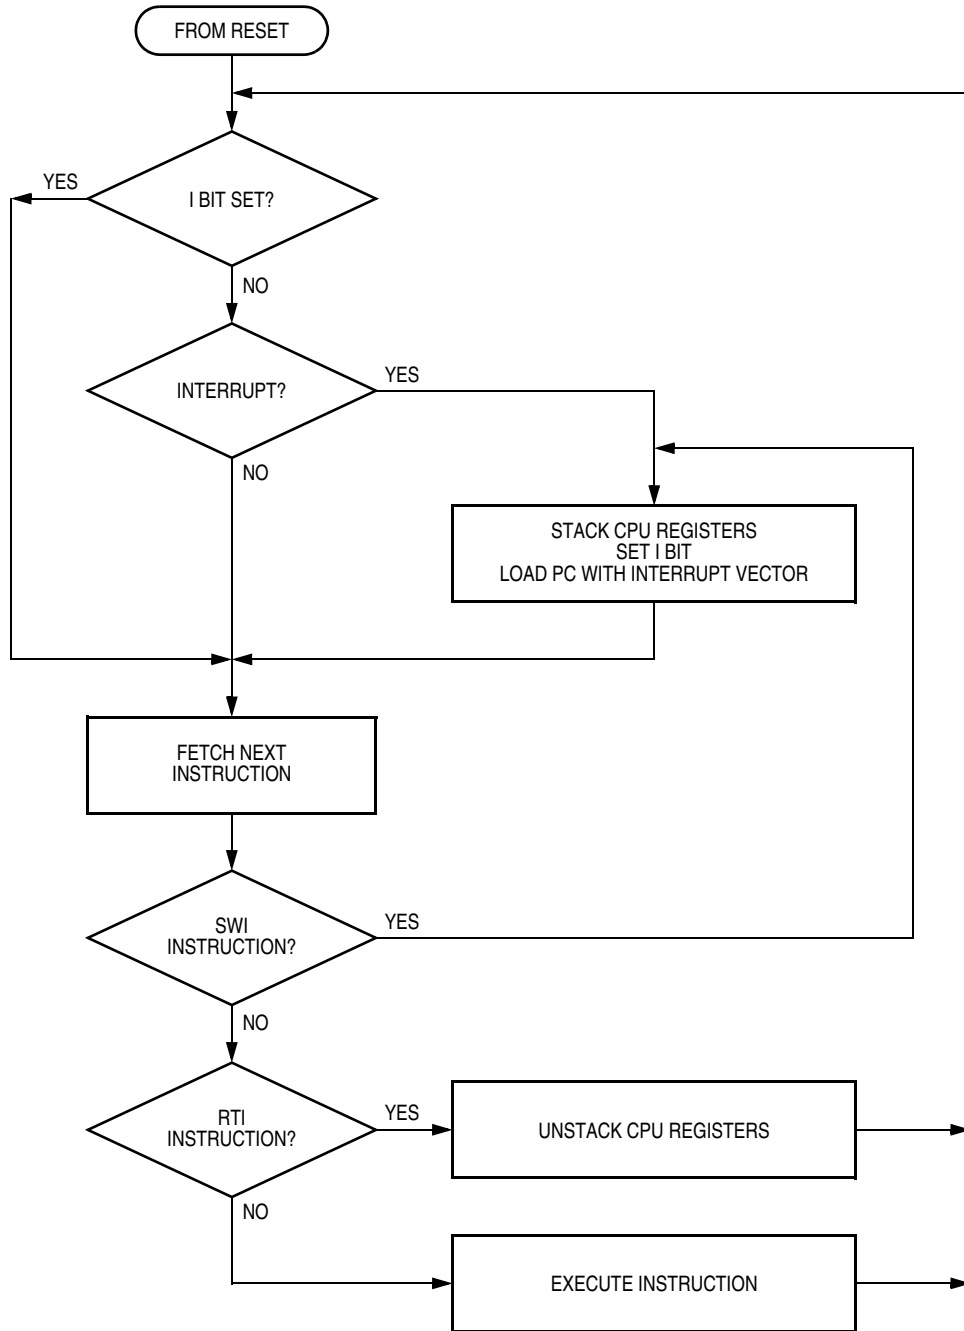 FROM RESET
YES
I BIT SET?
NO
INTERRUPT?
YES
NO
STACK CPU REGISTERS
SET I BIT
LOAD PC WITH INTERRUPT VECTOR
FETCH NEXT
INSTRUCTION
SWI
INSTRUCTION?
YES
NO
RTI
INSTRUCTION?
YES
UNSTACK CPU REGISTERS
NO
EXECUTE INSTRUCTION